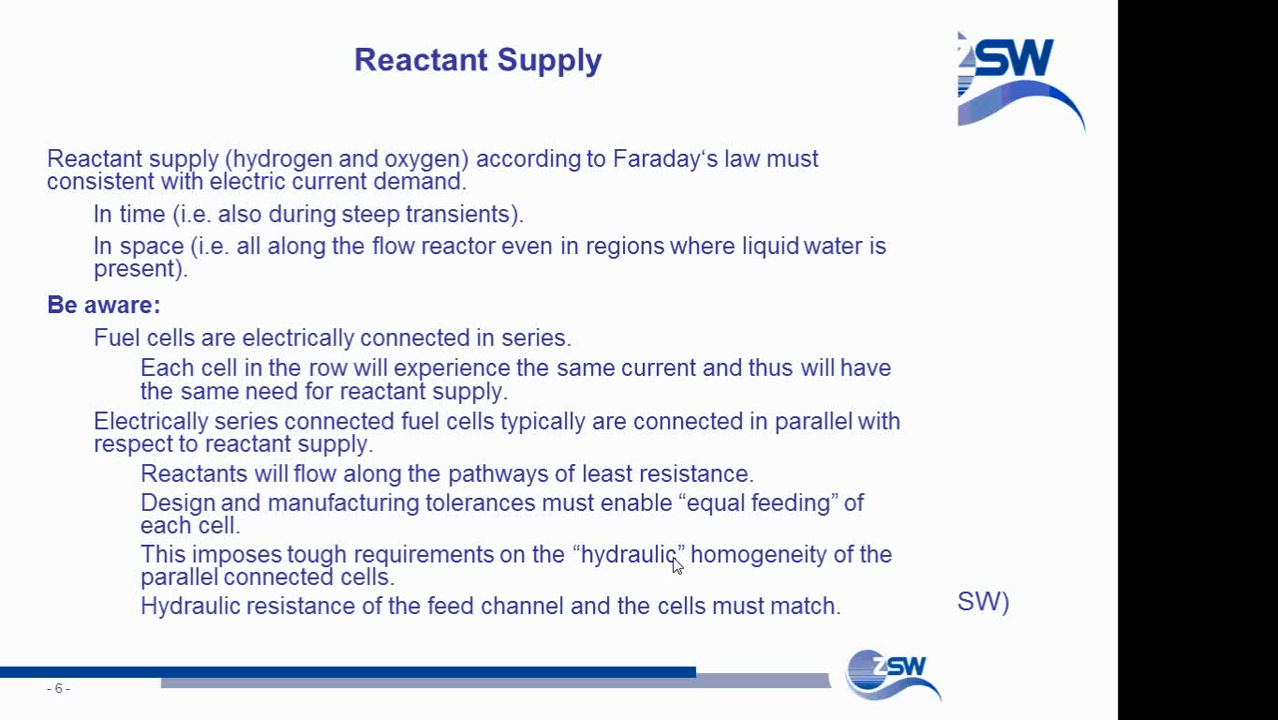 Reactant Supply
ZSW
Reactant supply (hydrogen and oxygen) according to Faraday‘s law must
consistent with electric current demand.
In time (i.e. also during steep transients).
In space (i.e. all along the flow reactor even in regions where liquid water is
present).
Be aware:
Fuel cells are electrically connected in series.
Each cell in the row will experience the same current and thus will have
the same need for reactant supply.
Electrically series connected fuel cells typically are connected in parallel with
respect to reactant supply.
Reactants will flow along the pathways of least resistance.
Design and manufacturing tolerances must enable “equal feeding” of
each cell.
This imposes tough requirements on the “hydraulic” homogeneity of the
parallel connected cells.
Hydraulic resistance of the feed channel and the cells must match.
SW)
- 6 -
ZSW